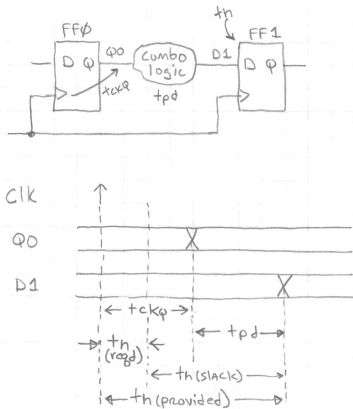 FFØ
th
FF1
D Q
Q0
combo
logic
D1
D Q
tckQ
tpd
Clk
Q0
D1
tckQ
th
(reqd)
tpd
th(slack)
th(provided)